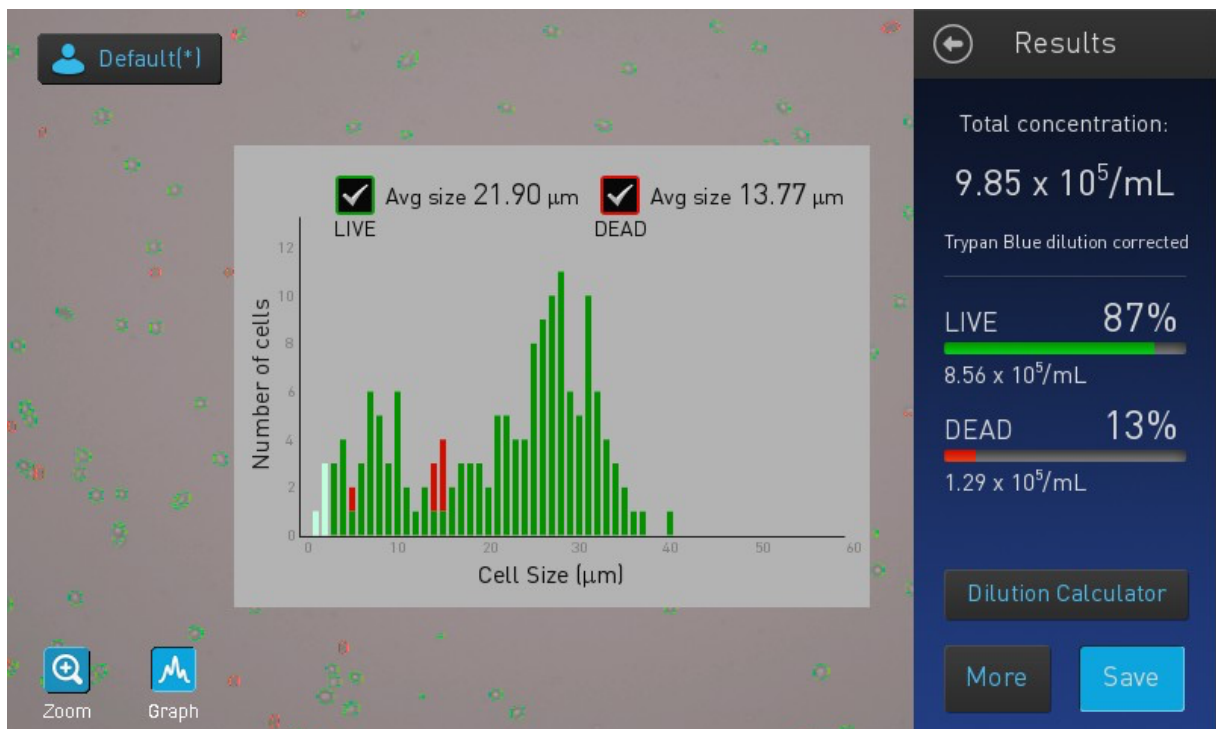 Default(*)
Results
Total concentration:
9.85 x 10⁵/mL
Trypan Blue dilution corrected
LIVE 87%
8.56 x 10⁵/mL
DEAD 13%
1.29 x 10⁵/mL
Dilution Calculator
More Save
Avg size 21.90 μm Avg size 13.77 μm
LIVE DEAD
Number of cells
12
10
8
6
4
2
0
0 10 20 30 40 50 60
Cell Size (μm)
Zoom Graph